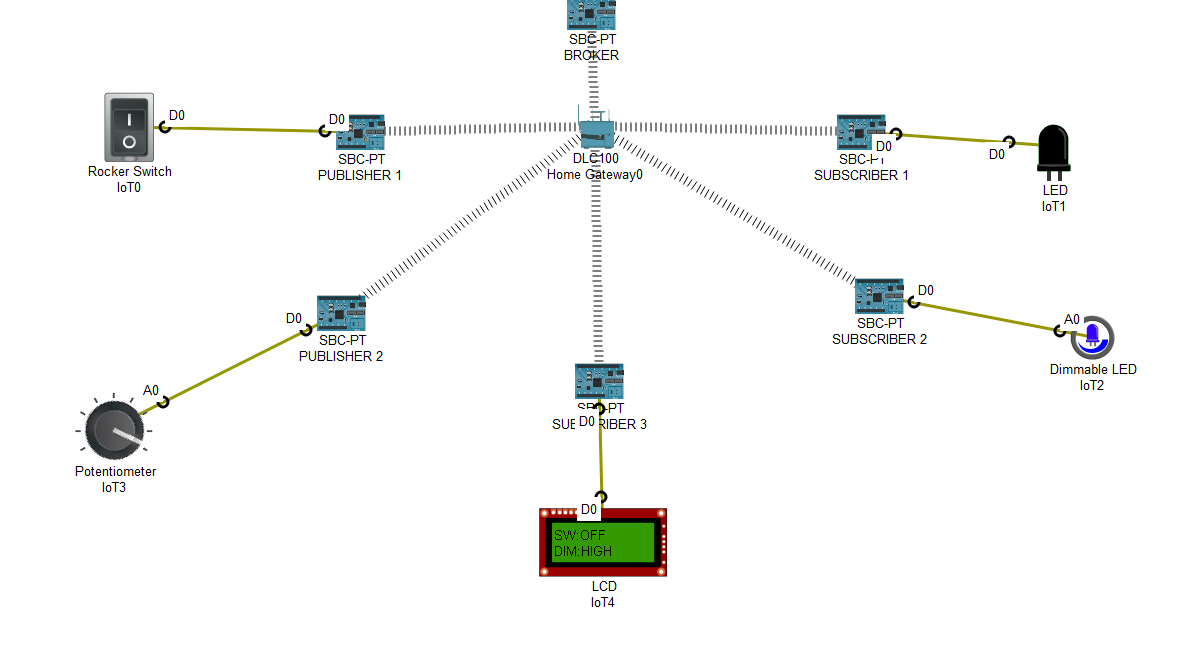 SBC-PT
BROKER
D0
D0
Rocker Switch
IoT0
SBC-PT
PUBLISHER 1
DLC100
Home Gateway0
D0
SUBSCRIBER 1
D0
LED
IoT1
D0
SBC-PT
PUBLISHER 2
A0
Potentiometer
IoT3
D0
SBC-PT
SUBSCRIBER 2
A0
Dimmable LED
IoT2
D0
D0
SW:OFF
DIM:HIGH
LCD
IoT4